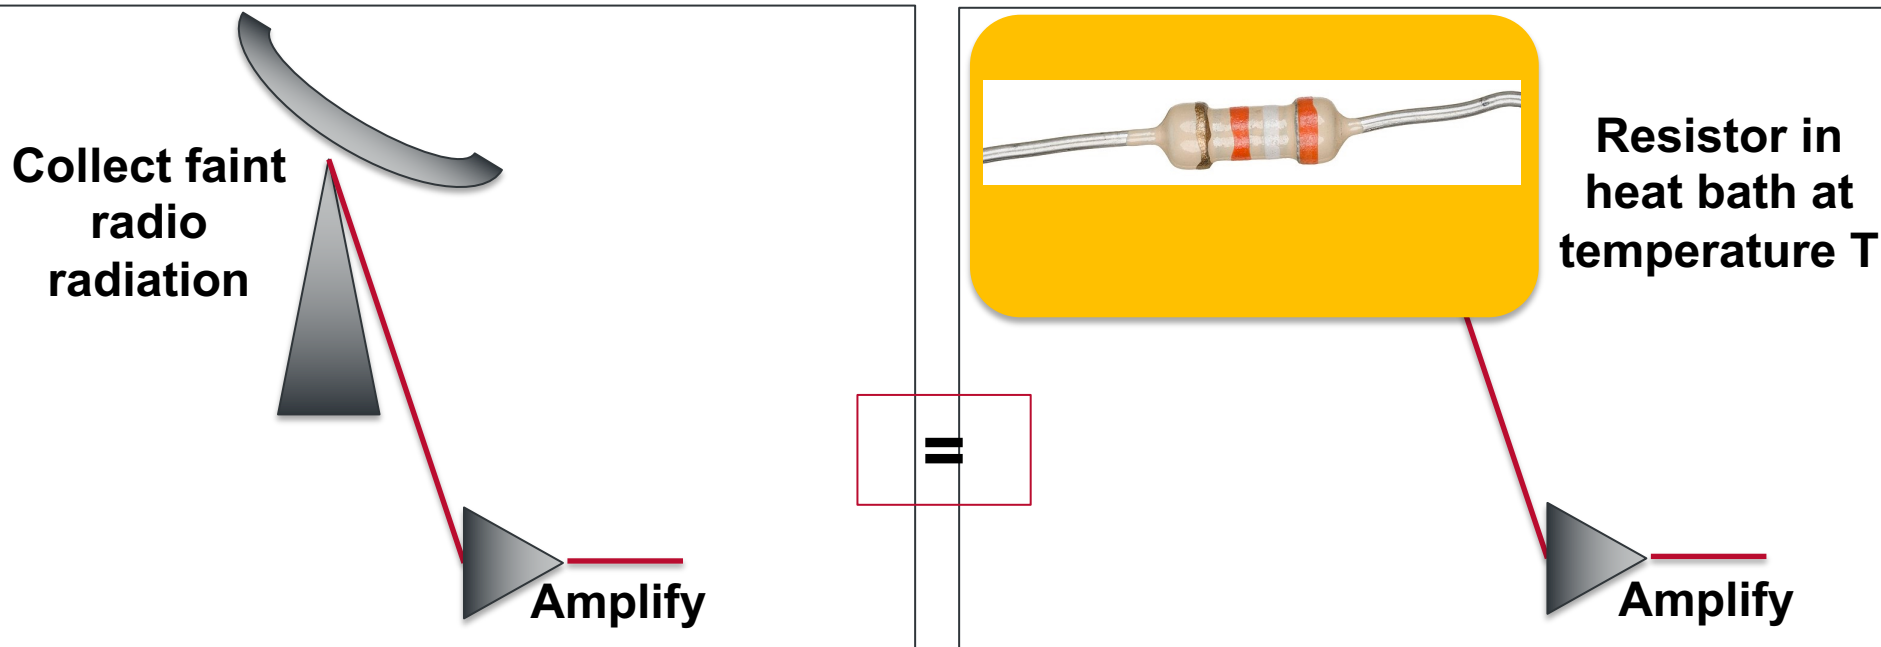 Collect faint
radio
radiation
Amplify
=
Resistor in
heat bath at
temperature T
Amplify